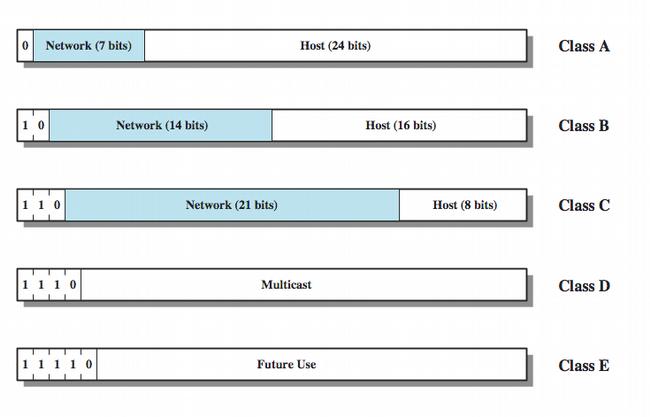 0 Network (7 bits) Host (24 bits) Class A
1 0 Network (14 bits) Host (16 bits) Class B
1 1 0 Network (21 bits) Host (8 bits) Class C
1 1 1 0 Multicast Class D
1 1 1 1 0 Future Use Class E